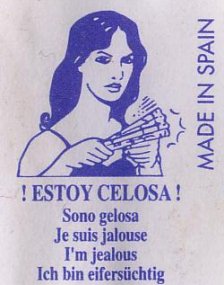 MADE IN SPAIN
! ESTOY CELOSA !
Sono gelosa
Je suis jalouse
I'm jealous
Ich bin eifersüchtig